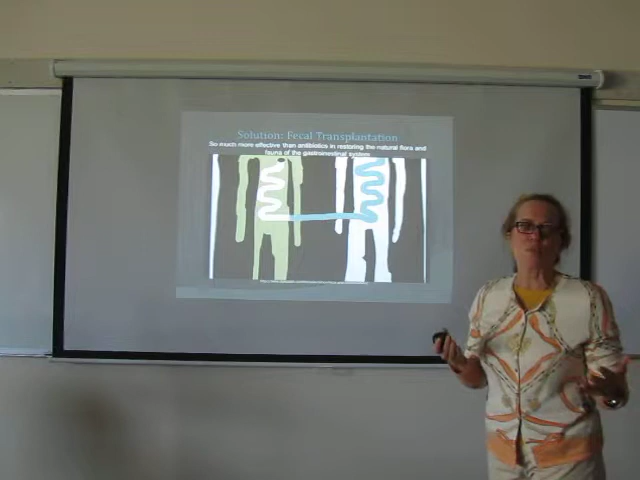 Solution: Fecal Transplantation
So much more effective than antibiotics in restoring the natural flora and
fauna of the gastrointestinal system